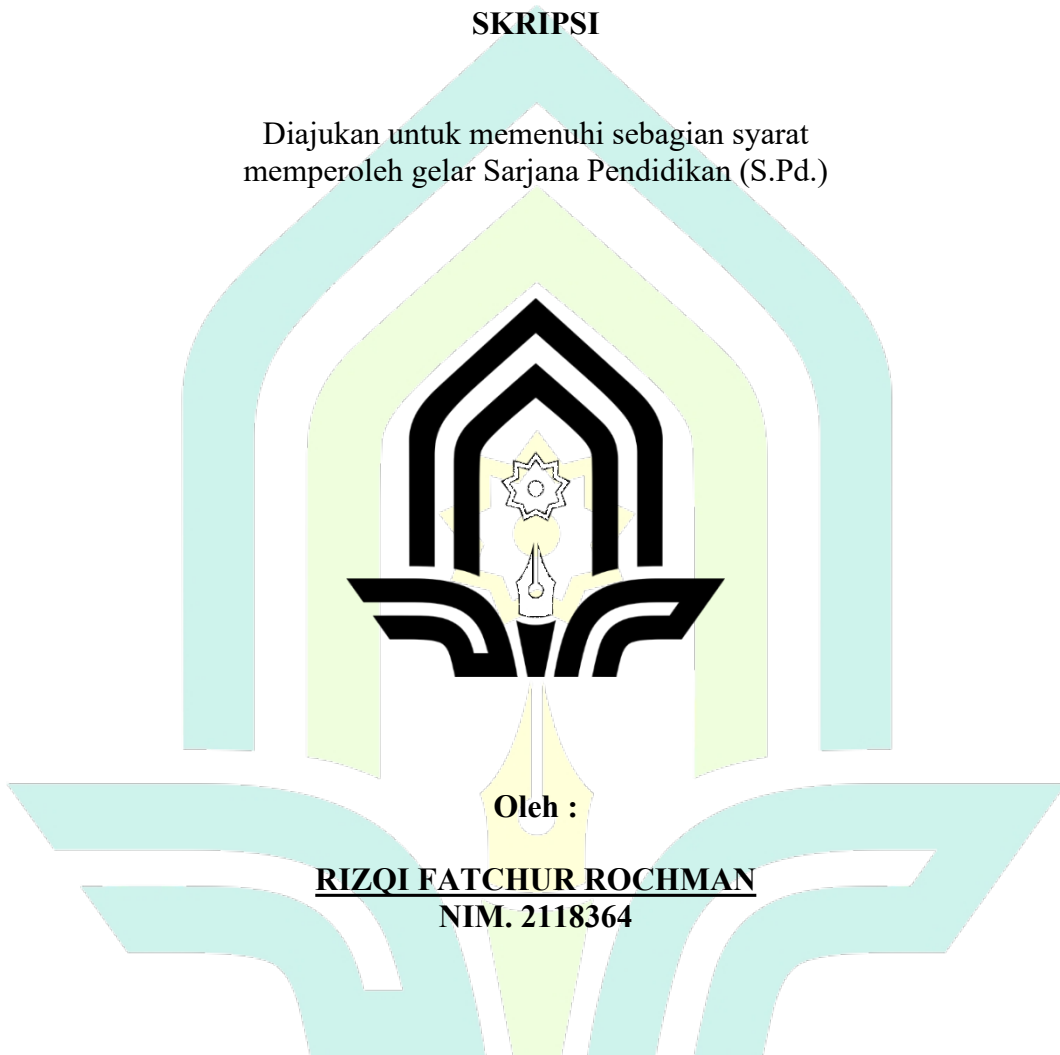 SKRIPSI
Diajukan untuk memenuhi sebagian syarat
memperoleh gelar Sarjana Pendidikan (S.Pd.)
Oleh :
RIZQI FATCHUR ROCHMAN
NIM. 2118364